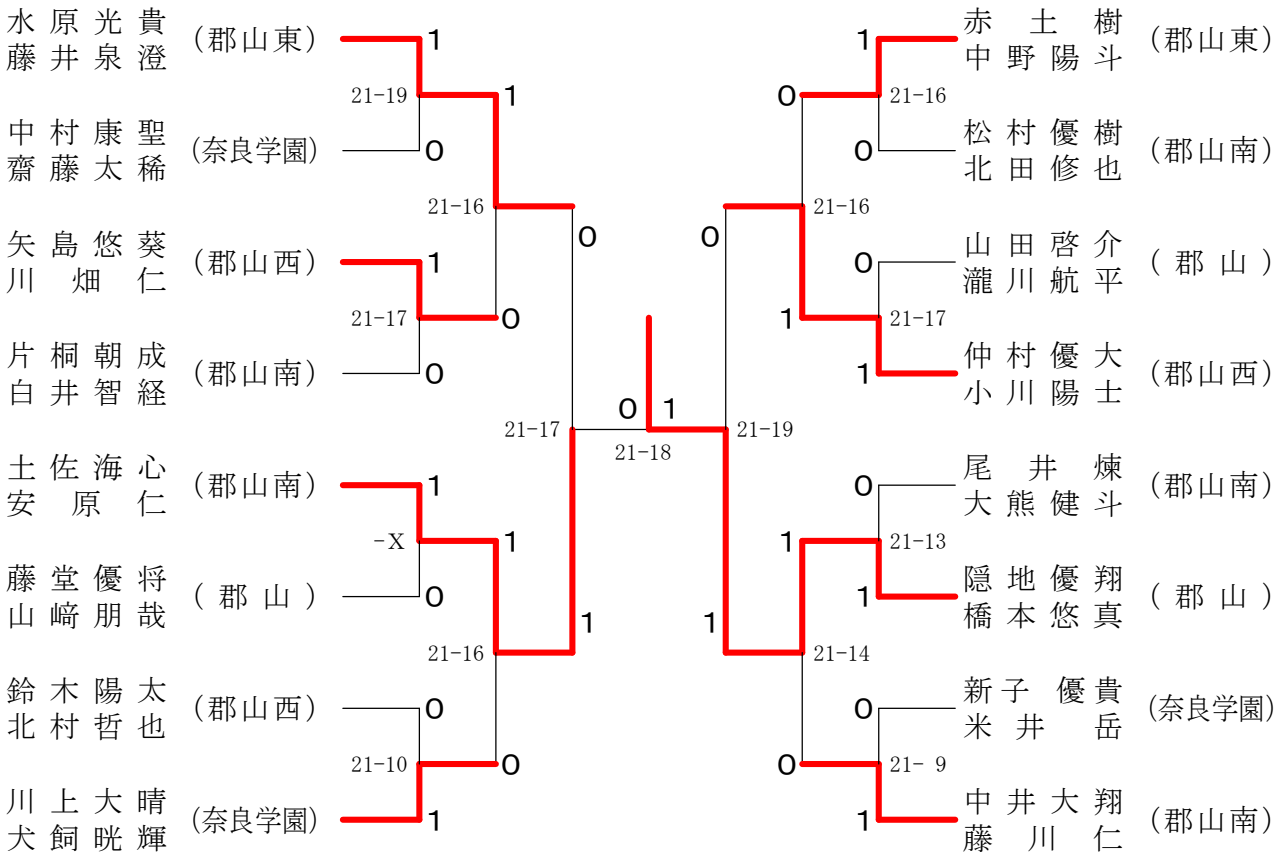 水原光貴
藤井泉澄
(郡山東)
1
21-19
1
中村康聖
齋藤太稀
(奈良学園)
0
21-16
0
矢島悠葵
川畑仁
(郡山西)
1
21-17
0
片桐朝成
白井智経
(郡山南)
0
21-17
土佐海心
安原仁
(郡山南)
1
-X
1
藤堂優将
山﨑朋哉
(郡山)
0
21-16
1
鈴木陽太
北村哲也
(郡山西)
0
21-10
0
川上大晴
犬飼晄輝
(奈良学園)
1
0 1
21-18
赤土樹
中野陽斗
(郡山東)
1
0
21-16
松村優樹
北田修也
(郡山南)
0
21-16
0
山田啓介
瀧川航平
(郡山)
0
1
21-17
仲村優大
小川陽士
(郡山西)
1
21-19
尾井煉
大熊健斗
(郡山南)
0
1
21-13
隠地優翔
橋本悠真
(郡山)
1
1
21-14
新子優貴
米井岳
(奈良学園)
0
0
21- 9
中井大翔
藤川仁
(郡山南)
1